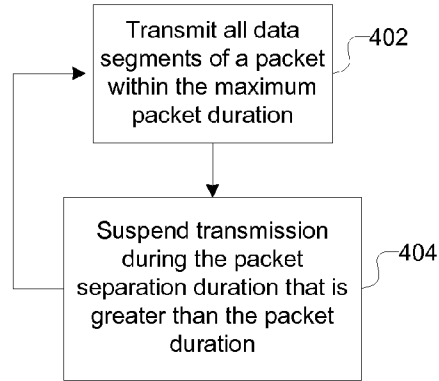 Transmit all data
segments of a packet
within the maximum
packet duration
402
Suspend transmission
during the packet
separation duration that is
greater than the packet
duration
404